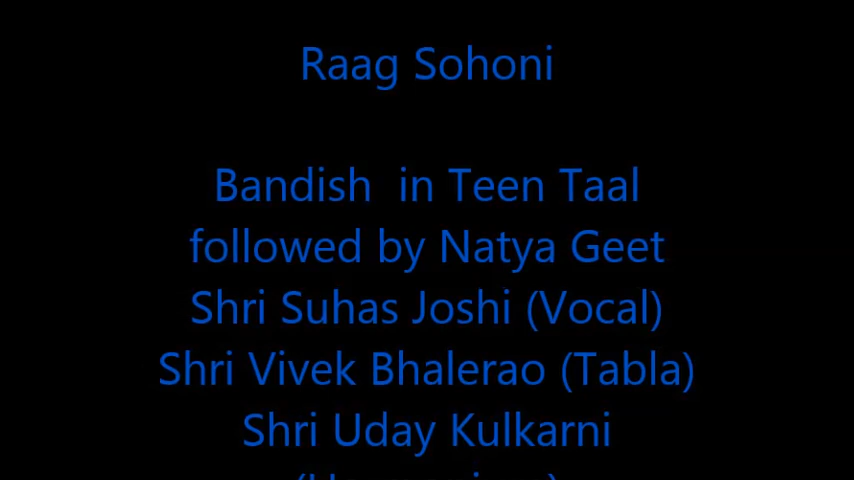 Raag Sohoni
Bandish in Teen Taal
followed by Natya Geet
Shri Suhas Joshi (Vocal)
Shri Vivek Bhalerao (Tabla)
Shri Uday Kulkarni